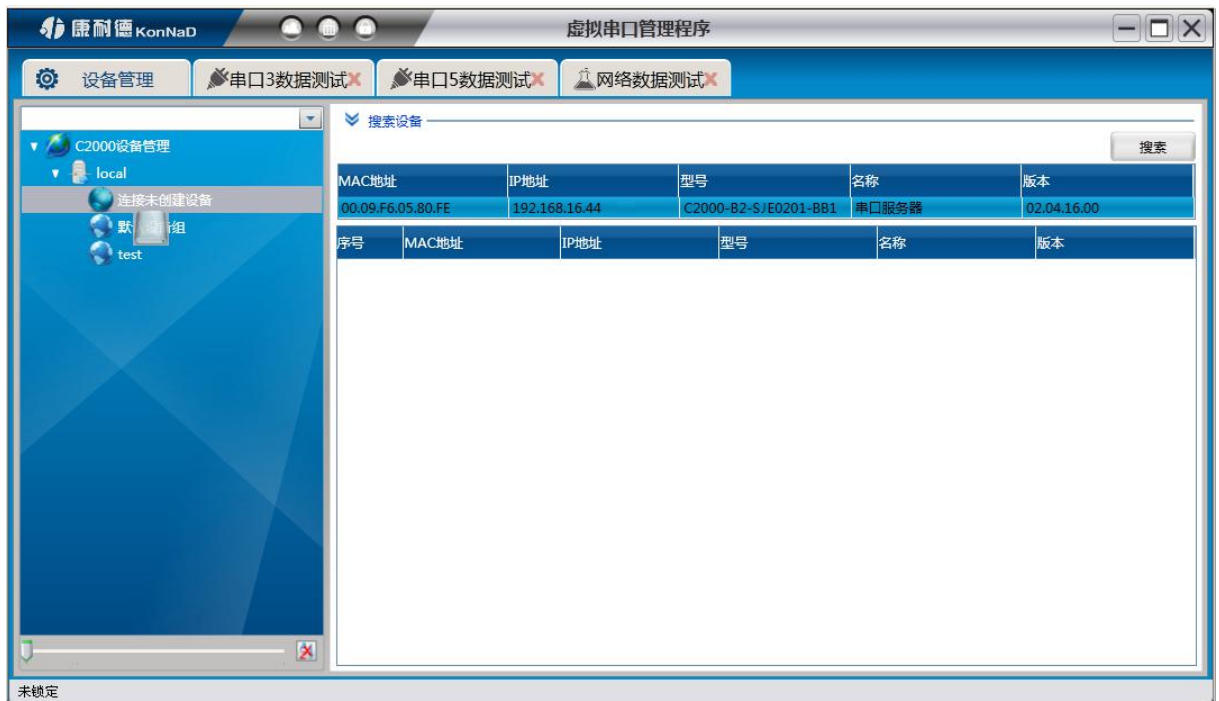 康耐德 KonNaD 虚拟串口管理程序
设备管理 串口3数据测试 串口5数据测试 网络数据测试
搜索设备
C2000设备管理 搜索
local
MAC地址 IP地址 型号 名称 版本
连接未创建设备
00.09.F6.05.80.FE 192.168.16.44 C2000-B2-SJE0201-BB1 串口服务器 02.04.16.00
默 组
序号 MAC地址 IP地址 型号 名称 版本
test
未锁定